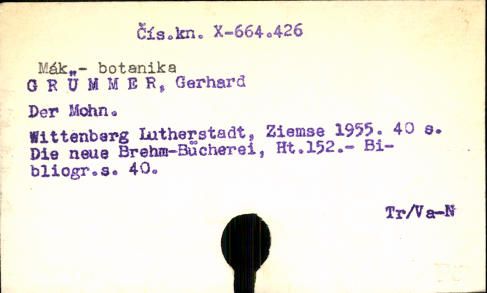 Čís.kn. X-664.426
Mák„- botanika
G R Ü M M E R, Gerhard
Der Mohn.
Wittenberg Lutherstadt, Ziemse 1955. 40 s.
Die neue Brehm-Bücherei, Ht.152.- Bi-
bliogr.s. 40.
Tr/Va-N